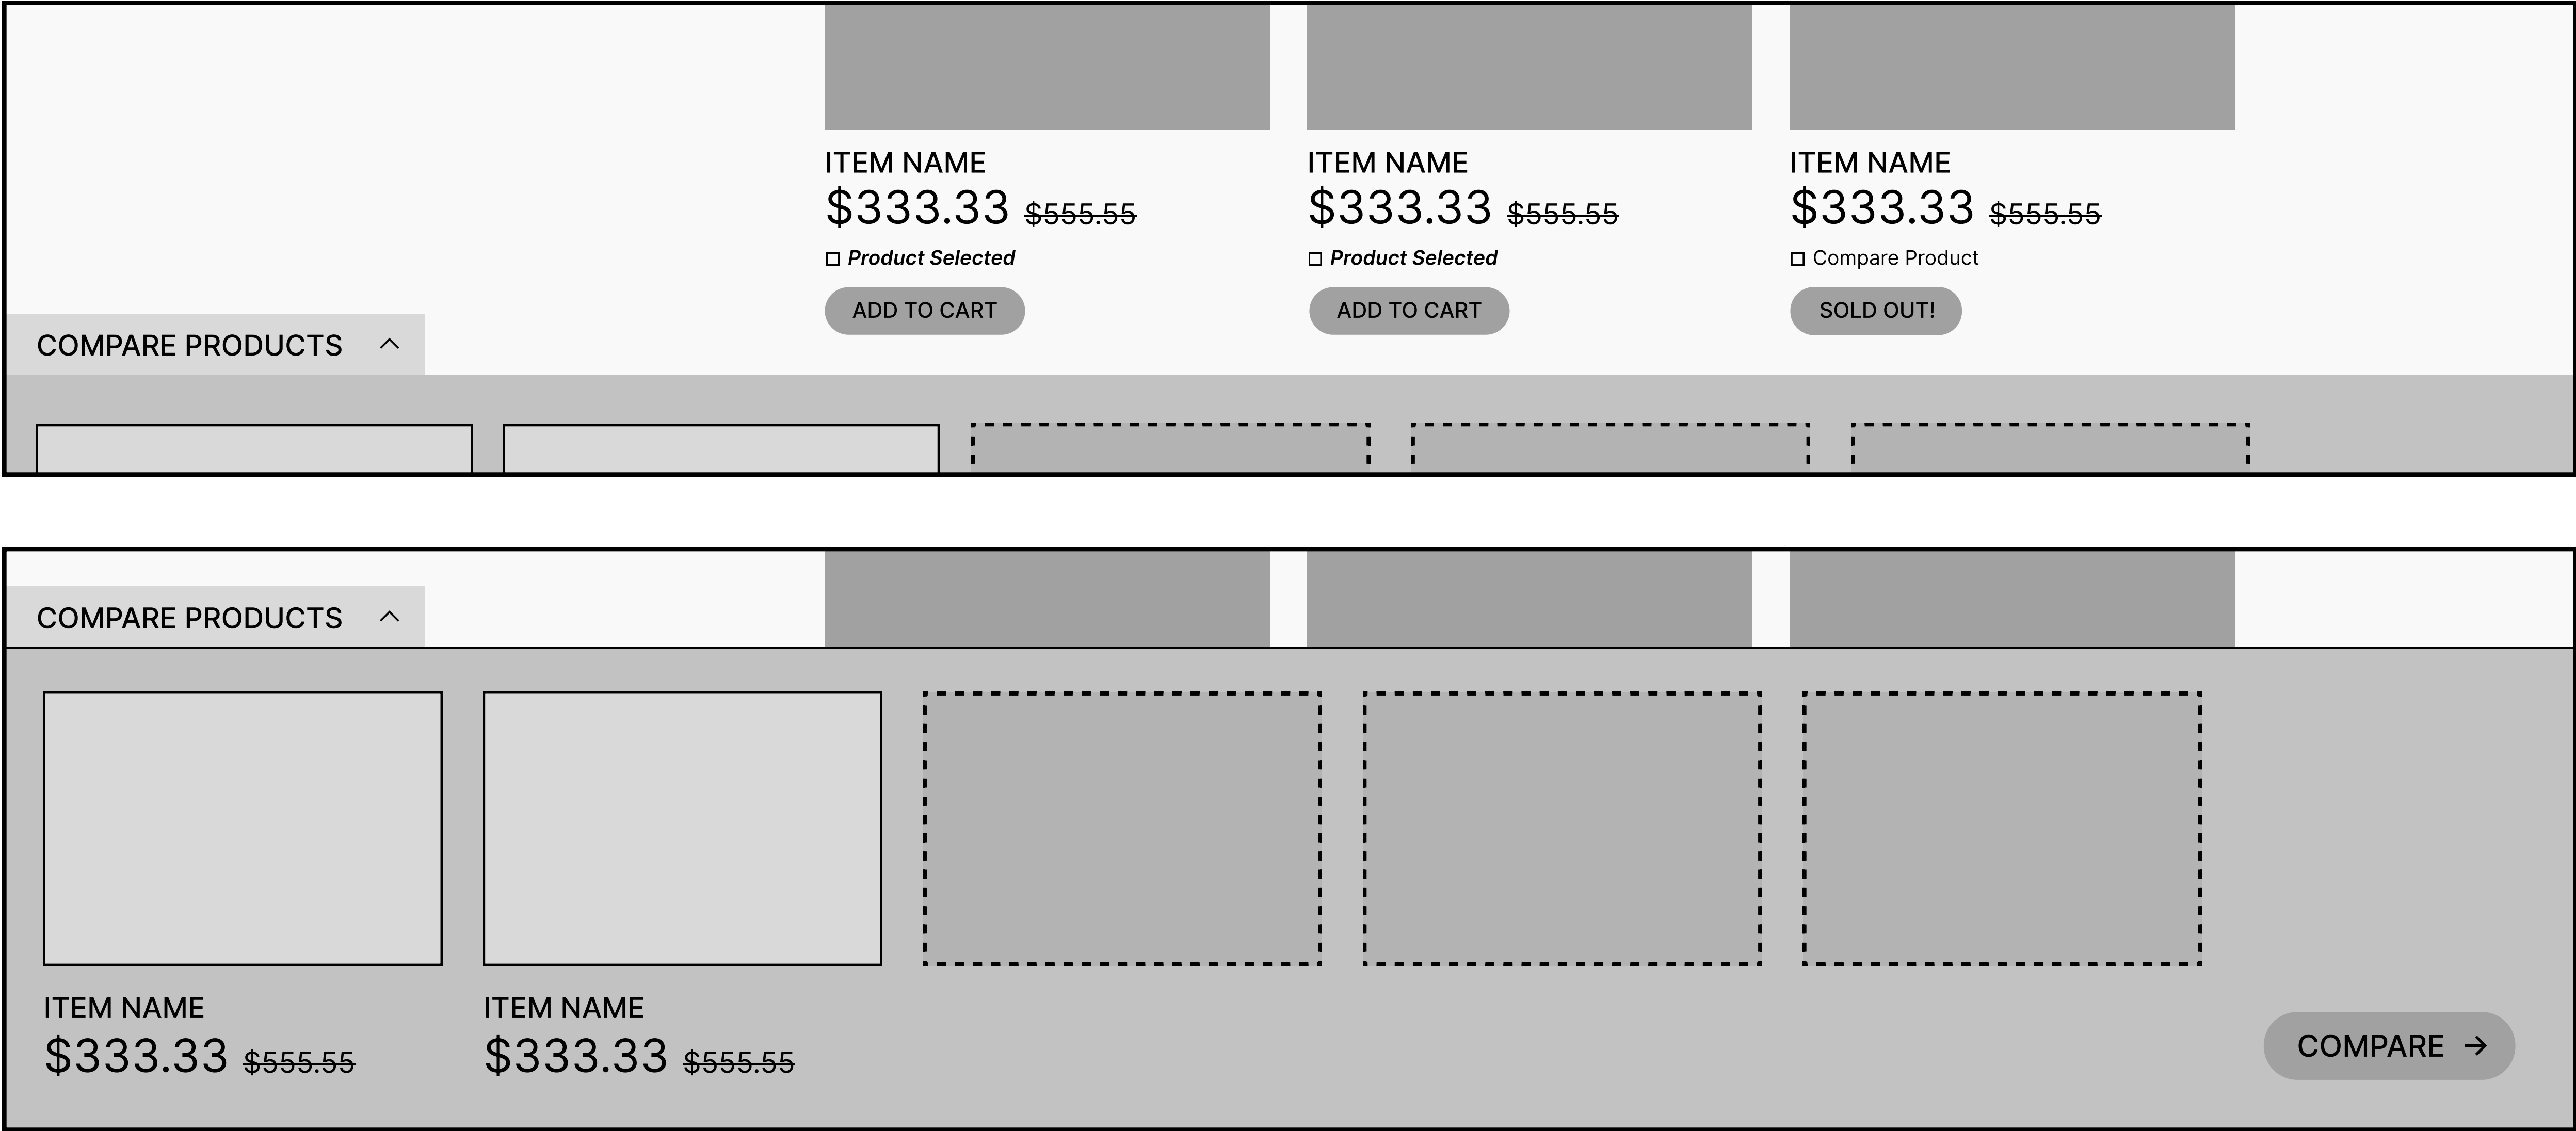 ITEM NAME ITEM NAME ITEM NAME
$333.33 $555.55 $333.33 $555.55 $333.33 $555.55
Product Selected Product Selected Compare Product
ADD TO CART ADD TO CART SOLD OUT!
COMPARE PRODUCTS
COMPARE PRODUCTS
ITEM NAME ITEM NAME
$333.33 $555.55 $333.33 $555.55
COMPARE →